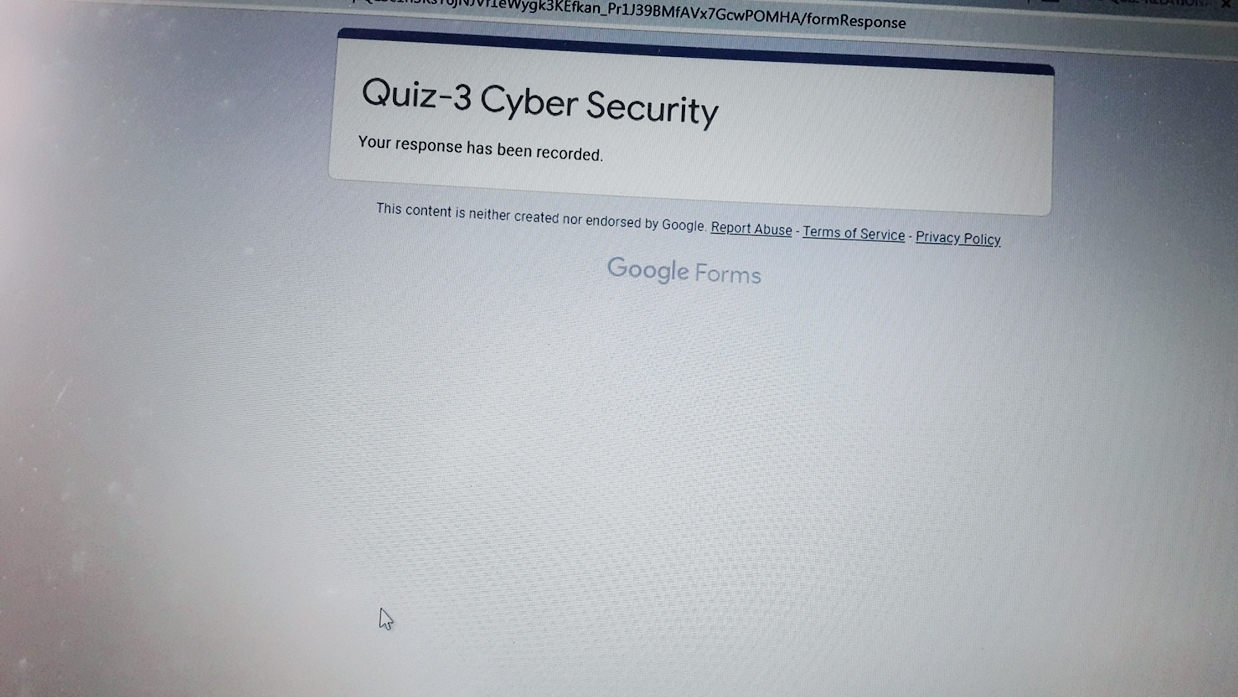 Wygk3KEfkan_Pr1J39BMfAVx7GcwPOMHA/formResponse
Quiz-3 Cyber Security
Your response has been recorded.
This content is neither created nor endorsed by Google. Report Abuse - Terms of Service - Privacy Policy
Google Forms